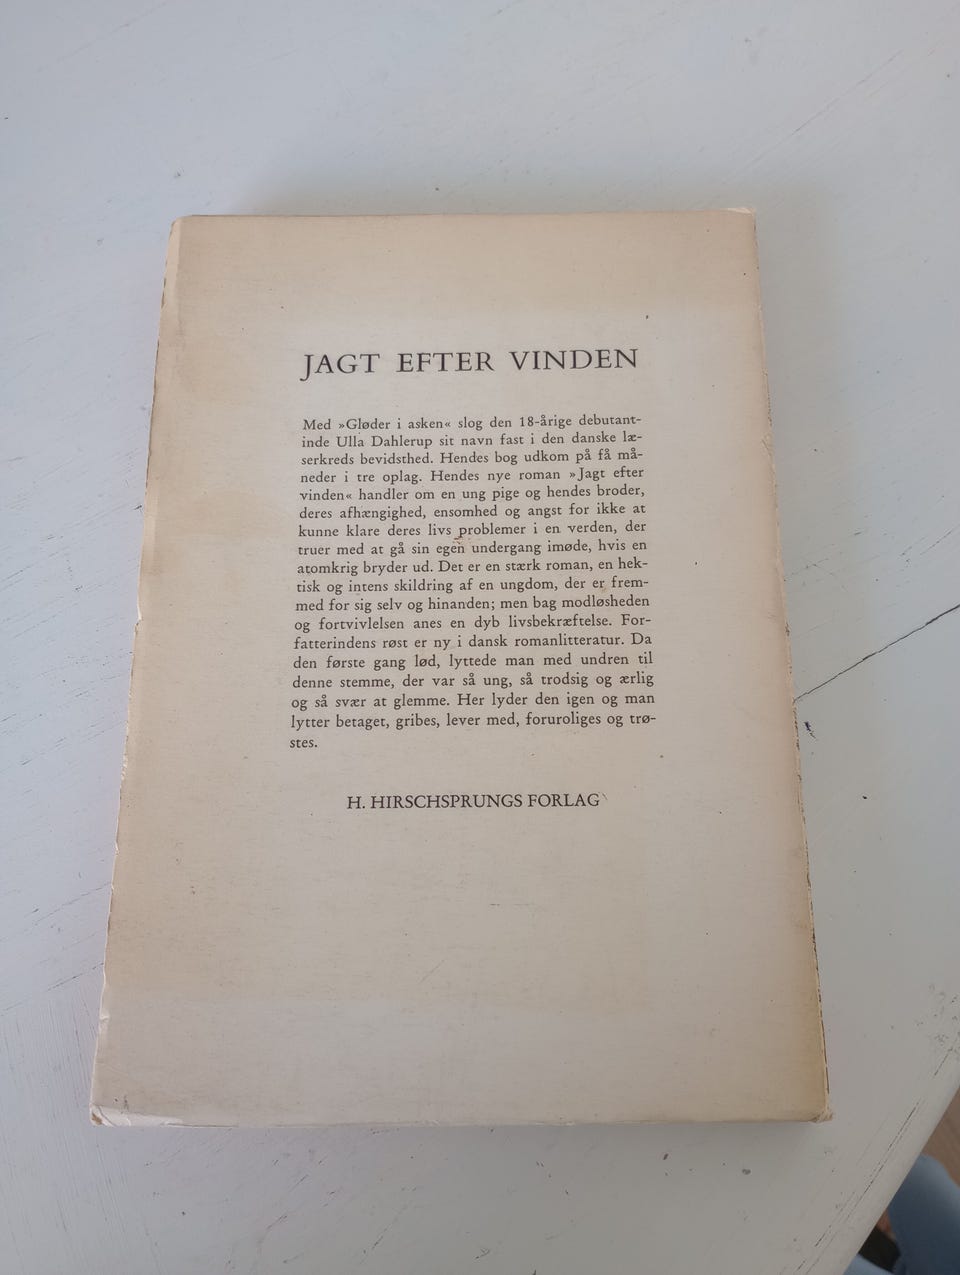 JAGT EFTER VINDEN
Med »Gløder i asken« slog den 18-årige debutant-
inde Ulla Dahlerup sit navn fast i den danske læ-
serkreds bevidsthed. Hendes bog udkom på få må-
neder i tre oplag. Hendes nye roman »Jagt efter
vinden« handler om en ung pige og hendes broder,
deres afhængighed, ensomhed og angst for ikke at
kunne klare deres livs problemer i en verden, der
truer med at gå sin egen undergang imøde, hvis en
atomkrig bryder ud. Det er en stærk roman, en hek-
tisk og intens skildring af en ungdom, der er frem-
med for sig selv og hinanden; men bag modløsheden
og fortvivlelsen anes en dyb livsbekræftelse. For-
fatterindens røst er ny i dansk romanlitteratur. Da
den første gang lød, lyttede man med undren til
denne stemme, der var så ung, så trodsig og ærlig
og så svær at glemme. Her lyder den igen og man
lytter betaget, gribes, lever med, foruroliges og trø-
stes.
H. HIRSCHSPRUNGS FORLAG